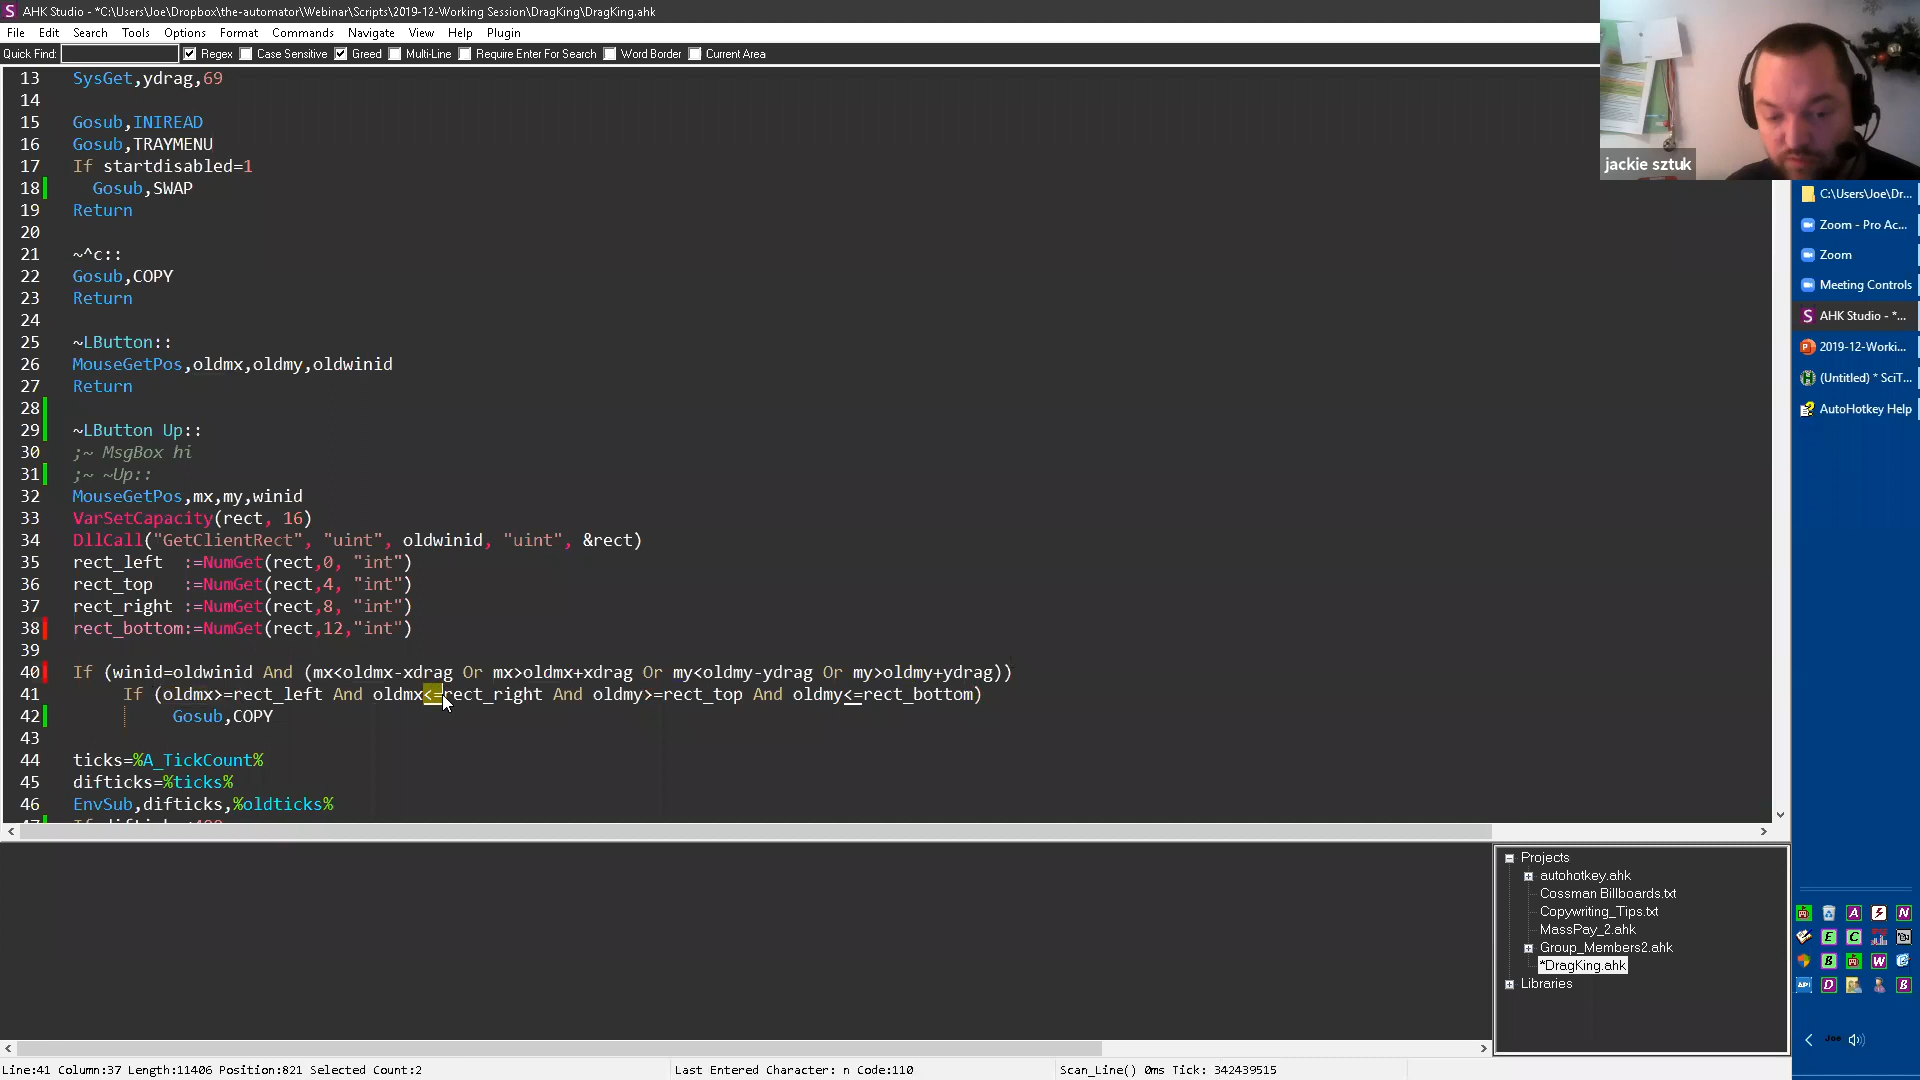 AHK Studio - *C:\Users\Joe\Dropbox\the-automator\Webinar\Scripts\2019-12-Working Session\DragKing\DragKing.ahk
File Edit Search Tools Options Format Commands Navigate View Help Plugin
Quick Find: Regex Case Sensitive Greed Multi-Line Require Enter For Search Word Border Current Area
13 SysGet,ydrag,69
14
15 Gosub,INIREAD
16 Gosub,TRAYMENU
17 If startdisabled=1
18 Gosub,SWAP
19 Return
20
21 ~^c::
22 Gosub,COPY
23 Return
24
25 ~LButton::
26 MouseGetPos,oldmx,oldmy,oldwinid
27 Return
28
29 ~LButton Up::
30 ;~ MsgBox hi
31 ;~ ~Up::
32 MouseGetPos,mx,my,winid
33 VarSetCapacity(rect, 16)
34 DllCall("GetClientRect", "uint", oldwinid, "uint", &rect)
35 rect_left :=NumGet(rect,0, "int")
36 rect_top :=NumGet(rect,4, "int")
37 rect_right :=NumGet(rect,8, "int")
38 rect_bottom:=NumGet(rect,12,"int")
39
40 If (winid=oldwinid And (mx<oldmx-xdrag Or mx>oldmx+xdrag Or my<oldmy-ydrag Or my>oldmy+ydrag))
41 If (oldmx>=rect_left And oldmx<=rect_right And oldmy>=rect_top And oldmy<=rect_bottom)
42 Gosub,COPY
43
44 ticks=%A_TickCount%
45 difticks=%ticks%
46 EnvSub,difticks,%oldticks%
jackie sztuk
C:\Users\Joe\Dr...
Zoom - Pro Ac...
Zoom
Meeting Controls
AHK Studio - *...
2019-12-Worki...
(Untitled) * SciT...
AutoHotkey Help
Projects
autohotkey.ahk
Cossman Billboards.txt
Copywriting_Tips.txt
MassPay_2.ahk
Group_Members2.ahk
*DragKing.ahk
Libraries
Joe
Line:41 Column:37 Length:11406 Position:821 Selected Count:2 Last Entered Character: n Code:110 Scan_Line() 0ms Tick: 342439515